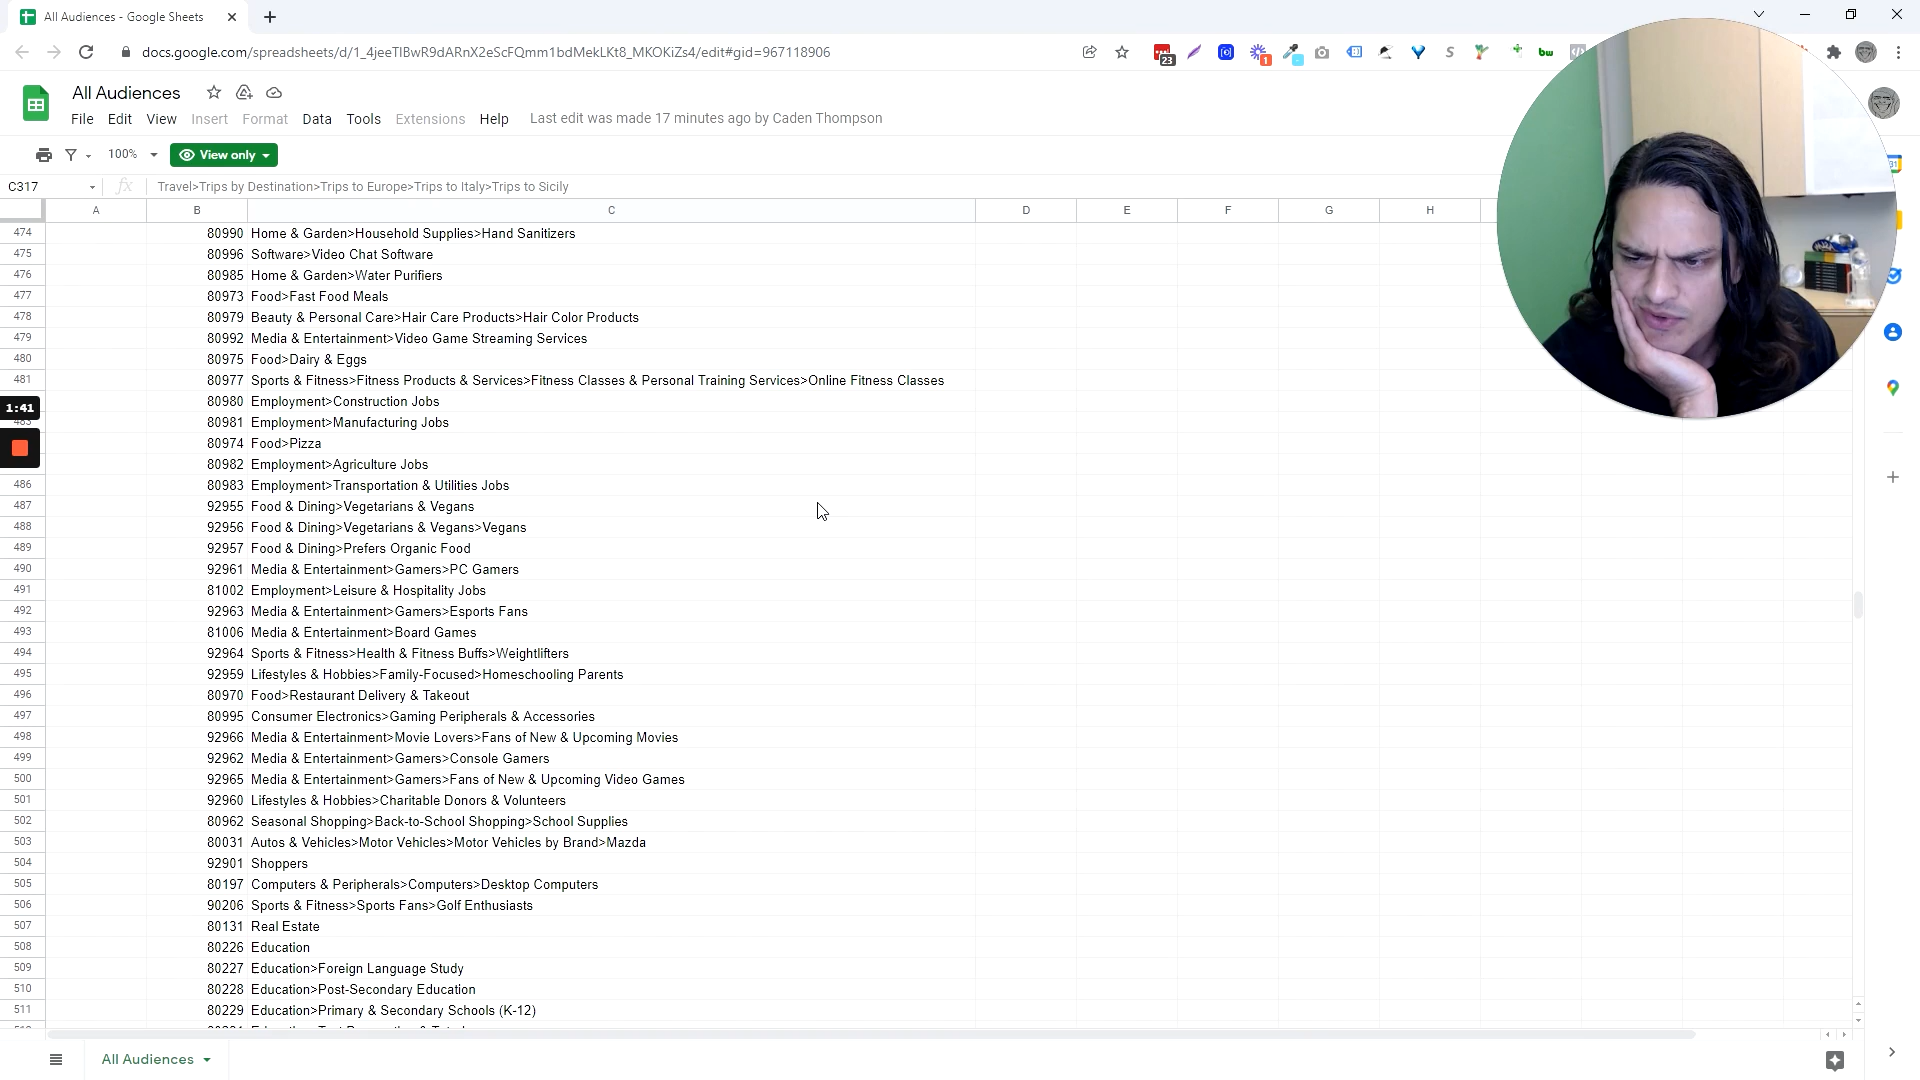 All Audiences - Google Sheets
docs.google.com/spreadsheets/d/1_4jeeTlBwR9dARnX2eScFQmm1bdMekLKt8_MKOKiZs4/edit#gid=967118906
23
1
S
bw
All Audiences
File Edit View Insert Format Data Tools Extensions Help Last edit was made 17 minutes ago by Caden Thompson
100% View only
31
C317 fx Travel>Trips by Destination>Trips to Europe>Trips to Italy>Trips to Sicily
A B C D E F G H
474 80990 Home & Garden>Household Supplies>Hand Sanitizers
475 80996 Software>Video Chat Software
476 80985 Home & Garden>Water Purifiers
477 80973 Food>Fast Food Meals
478 80979 Beauty & Personal Care>Hair Care Products>Hair Color Products
479 80992 Media & Entertainment>Video Game Streaming Services
480 80975 Food>Dairy & Eggs
481 80977 Sports & Fitness>Fitness Products & Services>Fitness Classes & Personal Training Services>Online Fitness Classes
1:41 80980 Employment>Construction Jobs
483 80981 Employment>Manufacturing Jobs
80974 Food>Pizza
80982 Employment>Agriculture Jobs
486 80983 Employment>Transportation & Utilities Jobs
487 92955 Food & Dining>Vegetarians & Vegans
488 92956 Food & Dining>Vegetarians & Vegans>Vegans
489 92957 Food & Dining>Prefers Organic Food
490 92961 Media & Entertainment>Gamers>PC Gamers
491 81002 Employment>Leisure & Hospitality Jobs
492 92963 Media & Entertainment>Gamers>Esports Fans
493 81006 Media & Entertainment>Board Games
494 92964 Sports & Fitness>Health & Fitness Buffs>Weightlifters
495 92959 Lifestyles & Hobbies>Family-Focused>Homeschooling Parents
496 80970 Food>Restaurant Delivery & Takeout
497 80995 Consumer Electronics>Gaming Peripherals & Accessories
498 92966 Media & Entertainment>Movie Lovers>Fans of New & Upcoming Movies
499 92962 Media & Entertainment>Gamers>Console Gamers
500 92965 Media & Entertainment>Gamers>Fans of New & Upcoming Video Games
501 92960 Lifestyles & Hobbies>Charitable Donors & Volunteers
502 80962 Seasonal Shopping>Back-to-School Shopping>School Supplies
503 80031 Autos & Vehicles>Motor Vehicles>Motor Vehicles by Brand>Mazda
504 92901 Shoppers
505 80197 Computers & Peripherals>Computers>Desktop Computers
506 90206 Sports & Fitness>Sports Fans>Golf Enthusiasts
507 80131 Real Estate
508 80226 Education
509 80227 Education>Foreign Language Study
510 80228 Education>Post-Secondary Education
511 80229 Education>Primary & Secondary Schools (K-12)
All Audiences